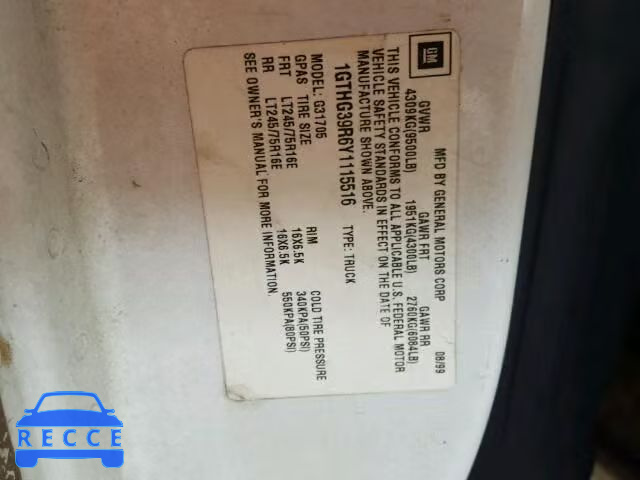 GM
MFD BY GENERAL MOTORS CORP 08/99
GVWR GAWR FRT GAWR RR
4309KG(9500LB) 1951KG(4300LB) 2760KG(6084LB)
THIS VEHICLE CONFORMS TO ALL APPLICABLE U.S. FEDERAL MOTOR
VEHICLE SAFETY STANDARDS IN EFFECT ON THE DATE OF
MANUFACTURE SHOWN ABOVE.
1GTHG39R6Y1115516 TYPE: TRUCK
MODEL: G31705
GPAS TIRE SIZE RIM COLD TIRE PRESSURE
FRT LT245/75R16E 16X6.5K 340KPA(50PSI)
RR LT245/75R16E 16X6.5K 550KPA(80PSI)
SEE OWNER'S MANUAL FOR MORE INFORMATION.
RECCE